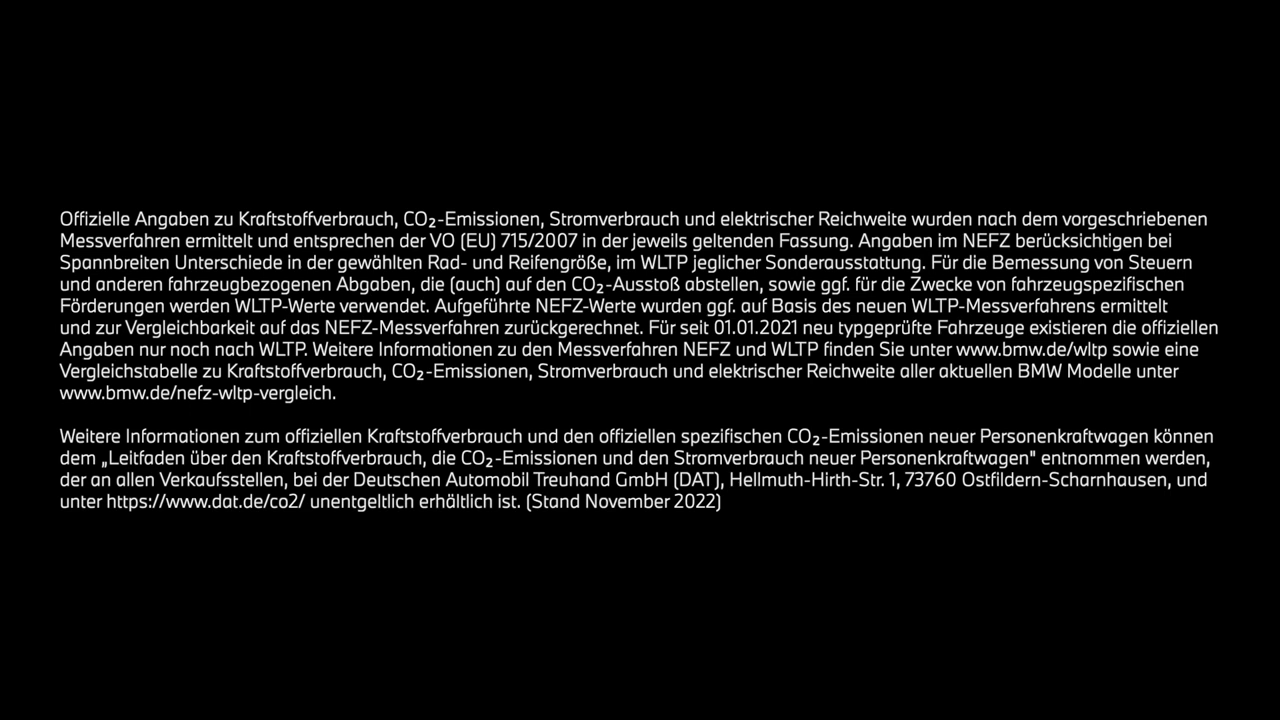 Offizielle Angaben zu Kraftstoffverbrauch, CO₂-Emissionen, Stromverbrauch und elektrischer Reichweite wurden nach dem vorgeschriebenen
Messverfahren ermittelt und entsprechen der VO (EU) 715/2007 in der jeweils geltenden Fassung. Angaben im NEFZ berücksichtigen bei
Spannbreiten Unterschiede in der gewählten Rad- und Reifengröße, im WLTP jeglicher Sonderausstattung. Für die Bemessung von Steuern
und anderen fahrzeugbezogenen Abgaben, die (auch) auf den CO₂-Ausstoß abstellen, sowie ggf. für die Zwecke von fahrzeugspezifischen
Förderungen werden WLTP-Werte verwendet. Aufgeführte NEFZ-Werte wurden ggf. auf Basis des neuen WLTP-Messverfahrens ermittelt
und zur Vergleichbarkeit auf das NEFZ-Messverfahren zurückgerechnet. Für seit 01.01.2021 neu typgeprüfte Fahrzeuge existieren die offiziellen
Angaben nur noch nach WLTP. Weitere Informationen zu den Messverfahren NEFZ und WLTP finden Sie unter www.bmw.de/wltp sowie eine
Vergleichstabelle zu Kraftstoffverbrauch, CO₂-Emissionen, Stromverbrauch und elektrischer Reichweite aller aktuellen BMW Modelle unter
www.bmw.de/nefz-wltp-vergleich.
Weitere Informationen zum offiziellen Kraftstoffverbrauch und den offiziellen spezifischen CO₂-Emissionen neuer Personenkraftwagen können
dem „Leitfaden über den Kraftstoffverbrauch, die CO₂-Emissionen und den Stromverbrauch neuer Personenkraftwagen" entnommen werden,
der an allen Verkaufsstellen, bei der Deutschen Automobil Treuhand GmbH (DAT), Hellmuth-Hirth-Str. 1, 73760 Ostfildern-Scharnhausen, und
unter https://www.dat.de/co2/ unentgeltlich erhältlich ist. (Stand November 2022)